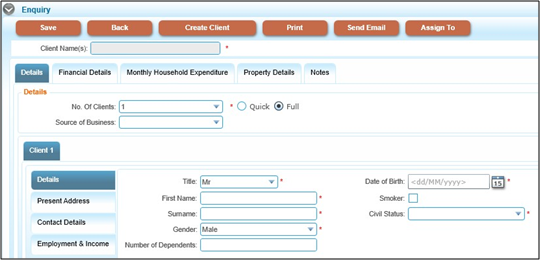 Enquiry
Save Back Create Client Print Send Email Assign To
Client Name(s): *
Details Financial Details Monthly Household Expenditure Property Details Notes
Details
No. Of Clients: 1 * Quick Full
Source of Business:
Client 1
Details Title: Mr * Date of Birth: <dd/MM/yyyy> 15 *
Present Address First Name: * Smoker:
Contact Details Surname: * Civil Status: *
Gender: Male *
Employment & Income Number of Dependents: